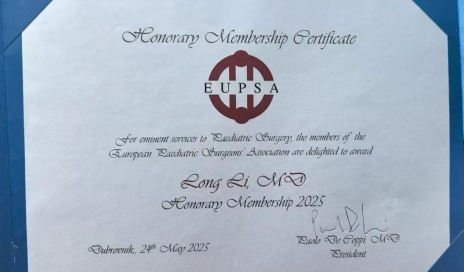 Honorary Membership Certificate
EUPSA
For eminent services to Paediatric Surgery, the members of the
European Paediatric Surgeons' Association are delighted to award
Long Li, MD
Honorary Membership 2025
Dubrovnik, 24th May 2025
Paolo De Coppi, MD
President